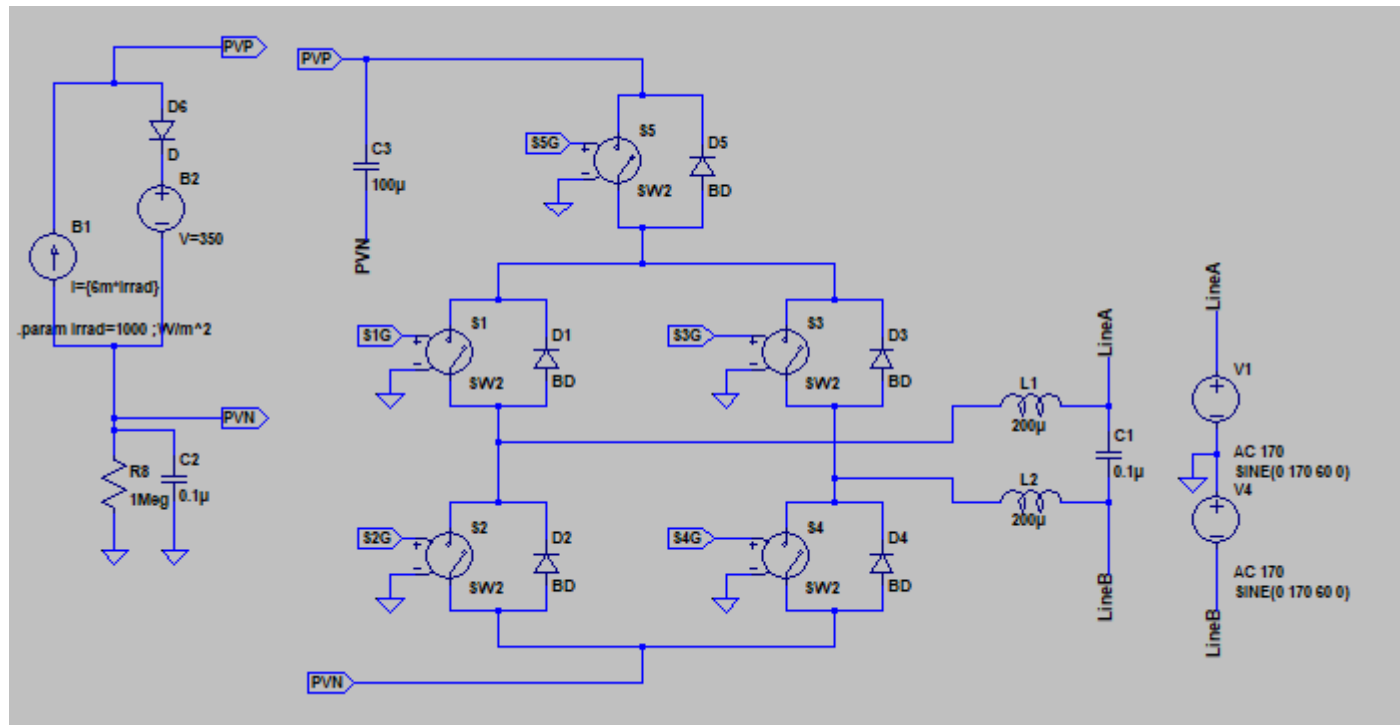 PVP
D6
D
B2
V=350
B1
I={6m*Irrad}
.param Irrad=1000 ;W/m^2
PVN
R8
1Meg
C2
0.1µ
PVP
C3
100µ
PVN
S5G
S5
SW2
D5
BD
S1G
S1
SW2
D1
BD
S3G
S3
SW2
D3
BD
S2G
S2
SW2
D2
BD
S4G
S4
SW2
D4
BD
PVN
L1
200µ
L2
200µ
LineA
C1
0.1µ
LineB
LineA
V1
AC 170
SINE(0 170 60 0)
V4
AC 170
SINE(0 170 60 0)
LineB